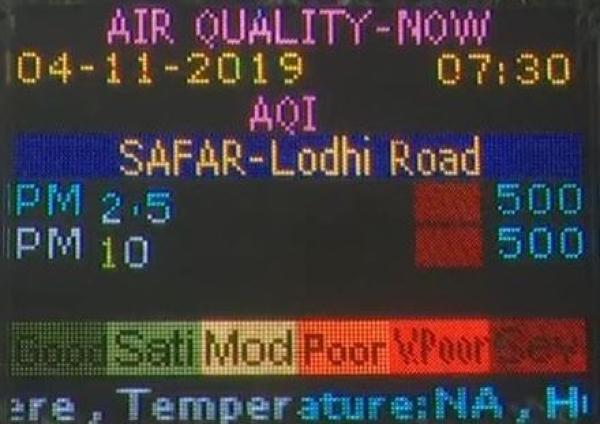 AIR QUALITY-NOW
04-11-2019 07:30
AQI
SAFAR-Lodhi Road
PM 2.5 500
PM 10 500
Good Sati Mod Poor V.Poor Sev
ere , Temperature:NA , H